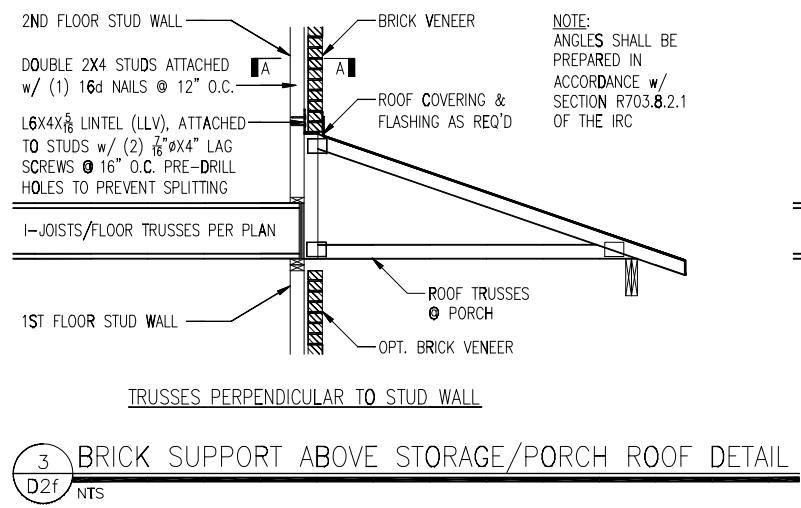 2ND FLOOR STUD WALL
DOUBLE 2X4 STUDS ATTACHED
w/ (1) 16d NAILS @ 12" O.C.
L6X4X5/16 LINTEL (LLV), ATTACHED
TO STUDS w/ (2) 7/16"øX4" LAG
SCREWS @ 16" O.C. PRE-DRILL
HOLES TO PREVENT SPLITTING
I-JOISTS/FLOOR TRUSSES PER PLAN
1ST FLOOR STUD WALL
A
A
BRICK VENEER
ROOF COVERING &
FLASHING AS REQ'D
NOTE:
ANGLES SHALL BE
PREPARED IN
ACCORDANCE w/
SECTION R703.8.2.1
OF THE IRC
ROOF TRUSSES
@ PORCH
OPT. BRICK VENEER
TRUSSES PERPENDICULAR TO STUD WALL
3
D2f
BRICK SUPPORT ABOVE STORAGE/PORCH ROOF DETAIL
NTS